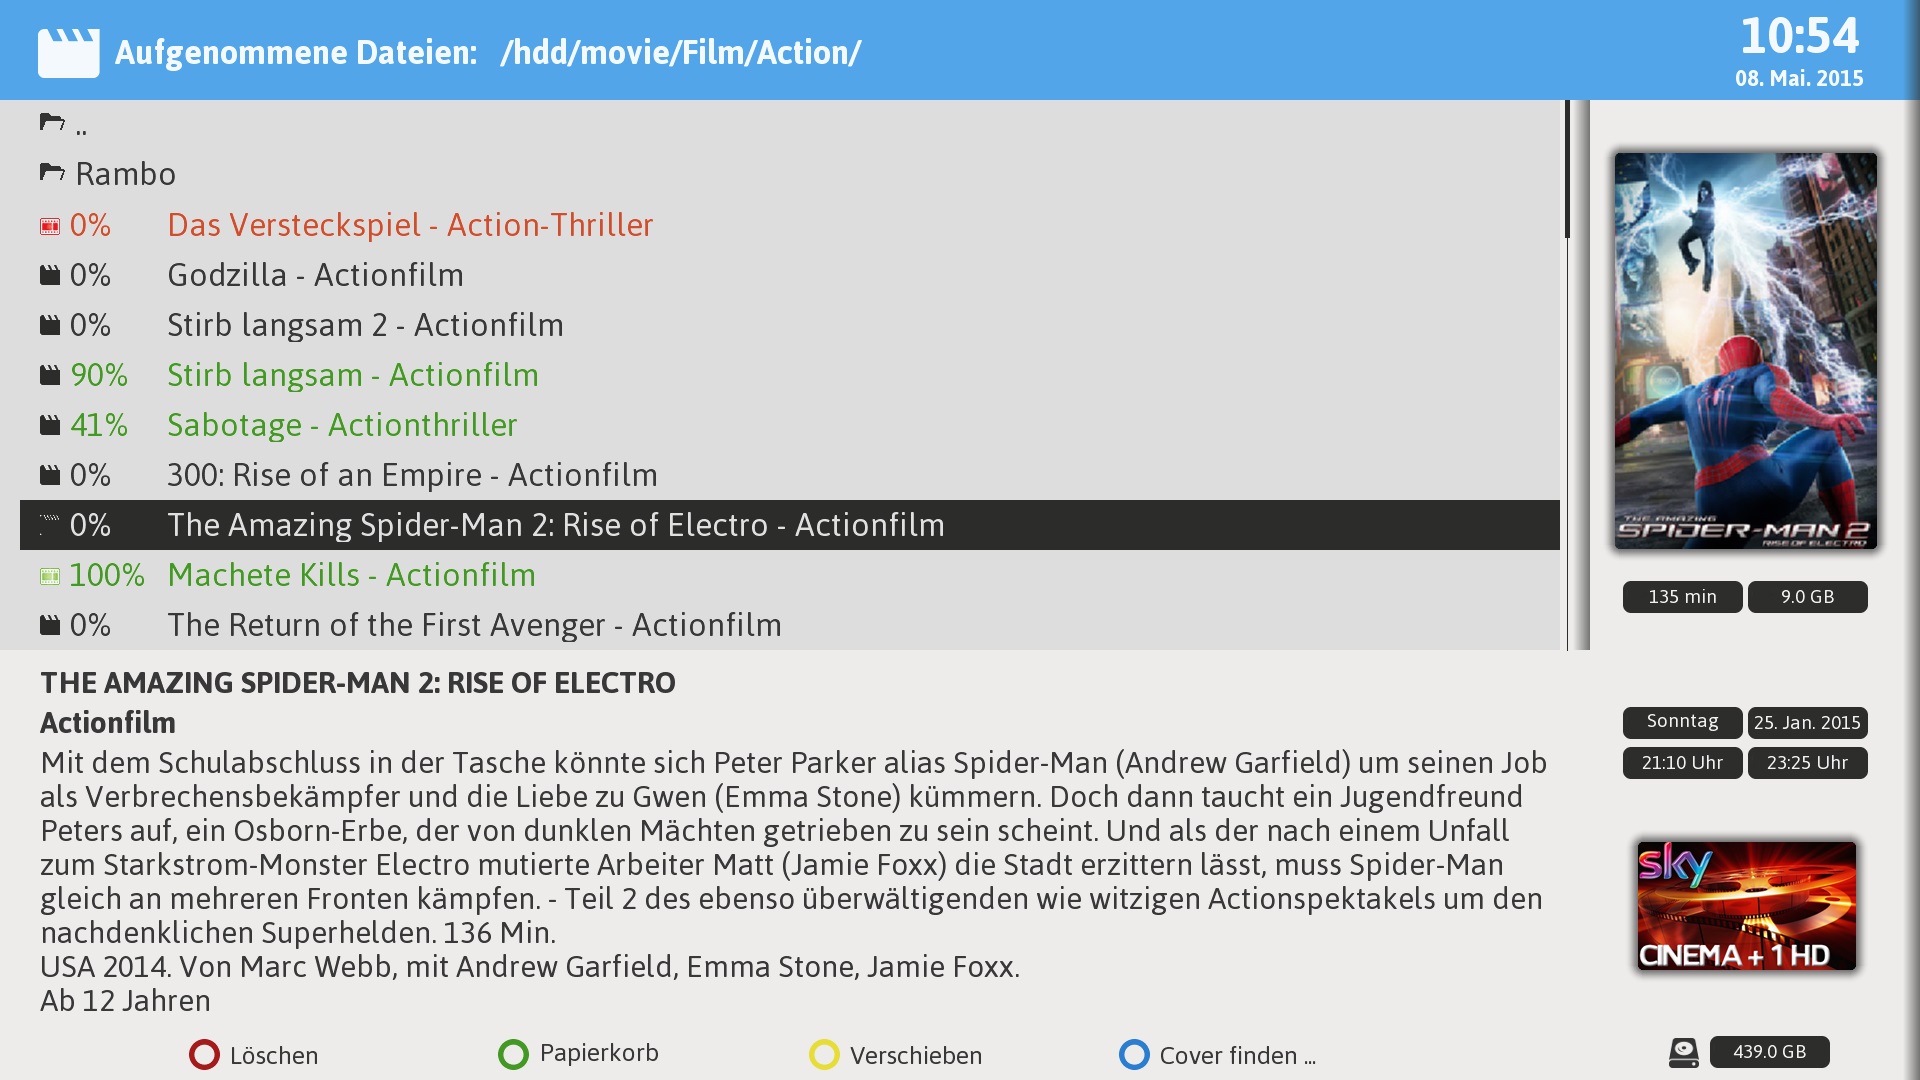 Aufgenommene Dateien: /hdd/movie/Film/Action/
10:54
08. Mai. 2015
..
Rambo
0% Das Versteckspiel - Action-Thriller
0% Godzilla - Actionfilm
0% Stirb langsam 2 - Actionfilm
90% Stirb langsam - Actionfilm
41% Sabotage - Actionthriller
0% 300: Rise of an Empire - Actionfilm
0% The Amazing Spider-Man 2: Rise of Electro - Actionfilm
100% Machete Kills - Actionfilm
0% The Return of the First Avenger - Actionfilm
THE AMAZING
SPIDER-MAN 2
RISE OF ELECTRO
135 min 9.0 GB
THE AMAZING SPIDER-MAN 2: RISE OF ELECTRO
Actionfilm
Mit dem Schulabschluss in der Tasche könnte sich Peter Parker alias Spider-Man (Andrew Garfield) um seinen Job
als Verbrechensbekämpfer und die Liebe zu Gwen (Emma Stone) kümmern. Doch dann taucht ein Jugendfreund
Peters auf, ein Osborn-Erbe, der von dunklen Mächten getrieben zu sein scheint. Und als der nach einem Unfall
zum Starkstrom-Monster Electro mutierte Arbeiter Matt (Jamie Foxx) die Stadt erzittern lässt, muss Spider-Man
gleich an mehreren Fronten kämpfen. - Teil 2 des ebenso überwältigenden wie witzigen Actionspektakels um den
nachdenklichen Superhelden. 136 Min.
USA 2014. Von Marc Webb, mit Andrew Garfield, Emma Stone, Jamie Foxx.
Ab 12 Jahren
Sonntag 25. Jan. 2015
21:10 Uhr 23:25 Uhr
sky
CINEMA + 1 HD
Löschen Papierkorb Verschieben Cover finden ...
439.0 GB